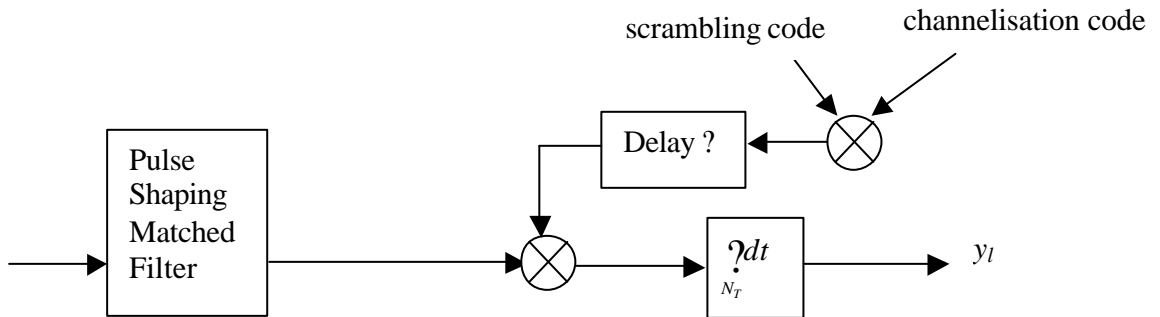 scrambling code
channelisation code
Delay ?
Pulse
Shaping
Matched
Filter
?dt
N_T
y_l